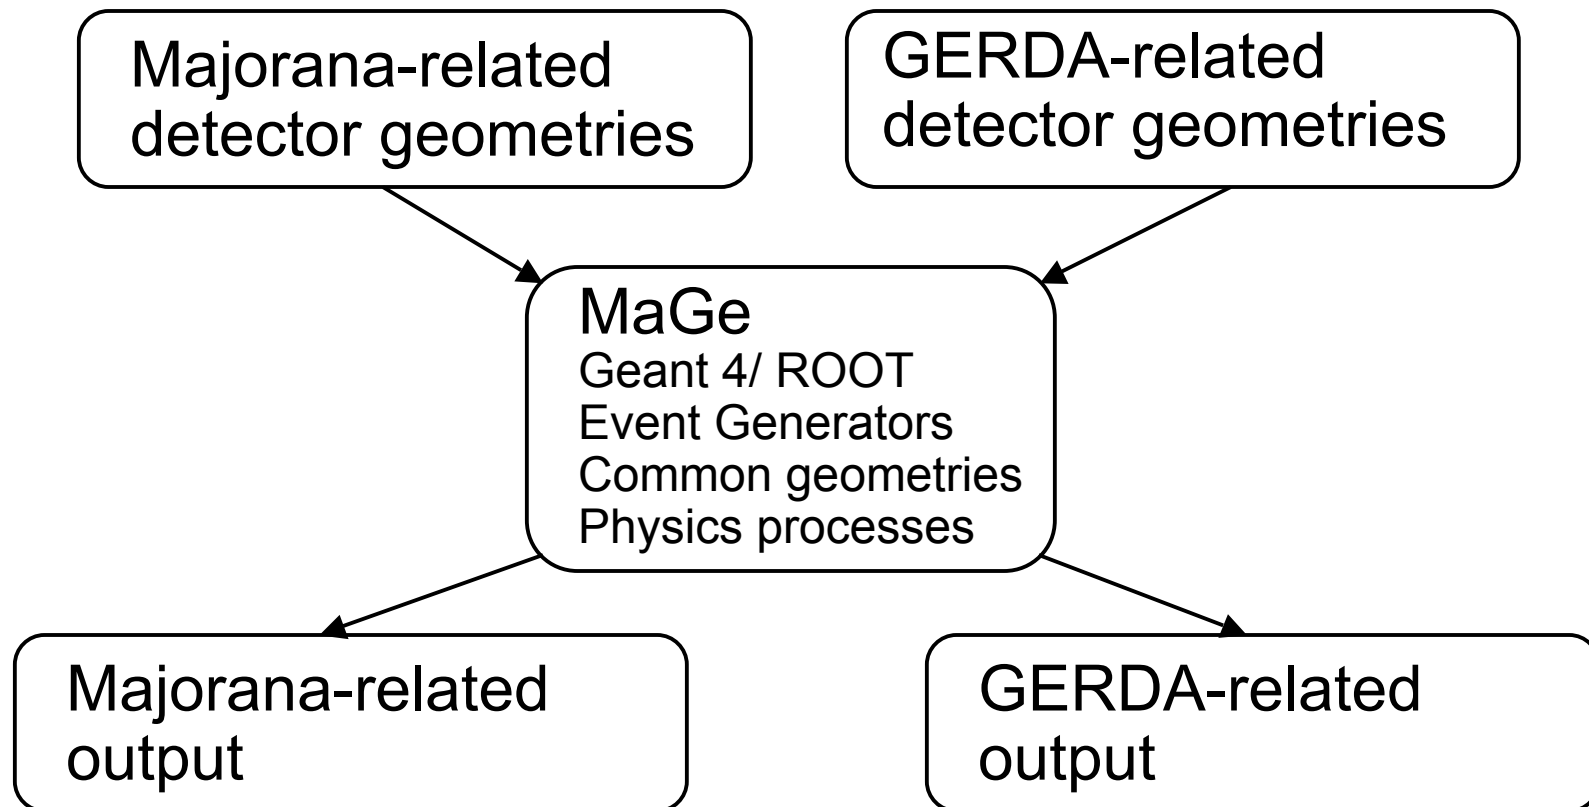 Majorana-related
detector geometries
GERDA-related
detector geometries
MaGe
Geant 4/ ROOT
Event Generators
Common geometries
Physics processes
Majorana-related
output
GERDA-related
output